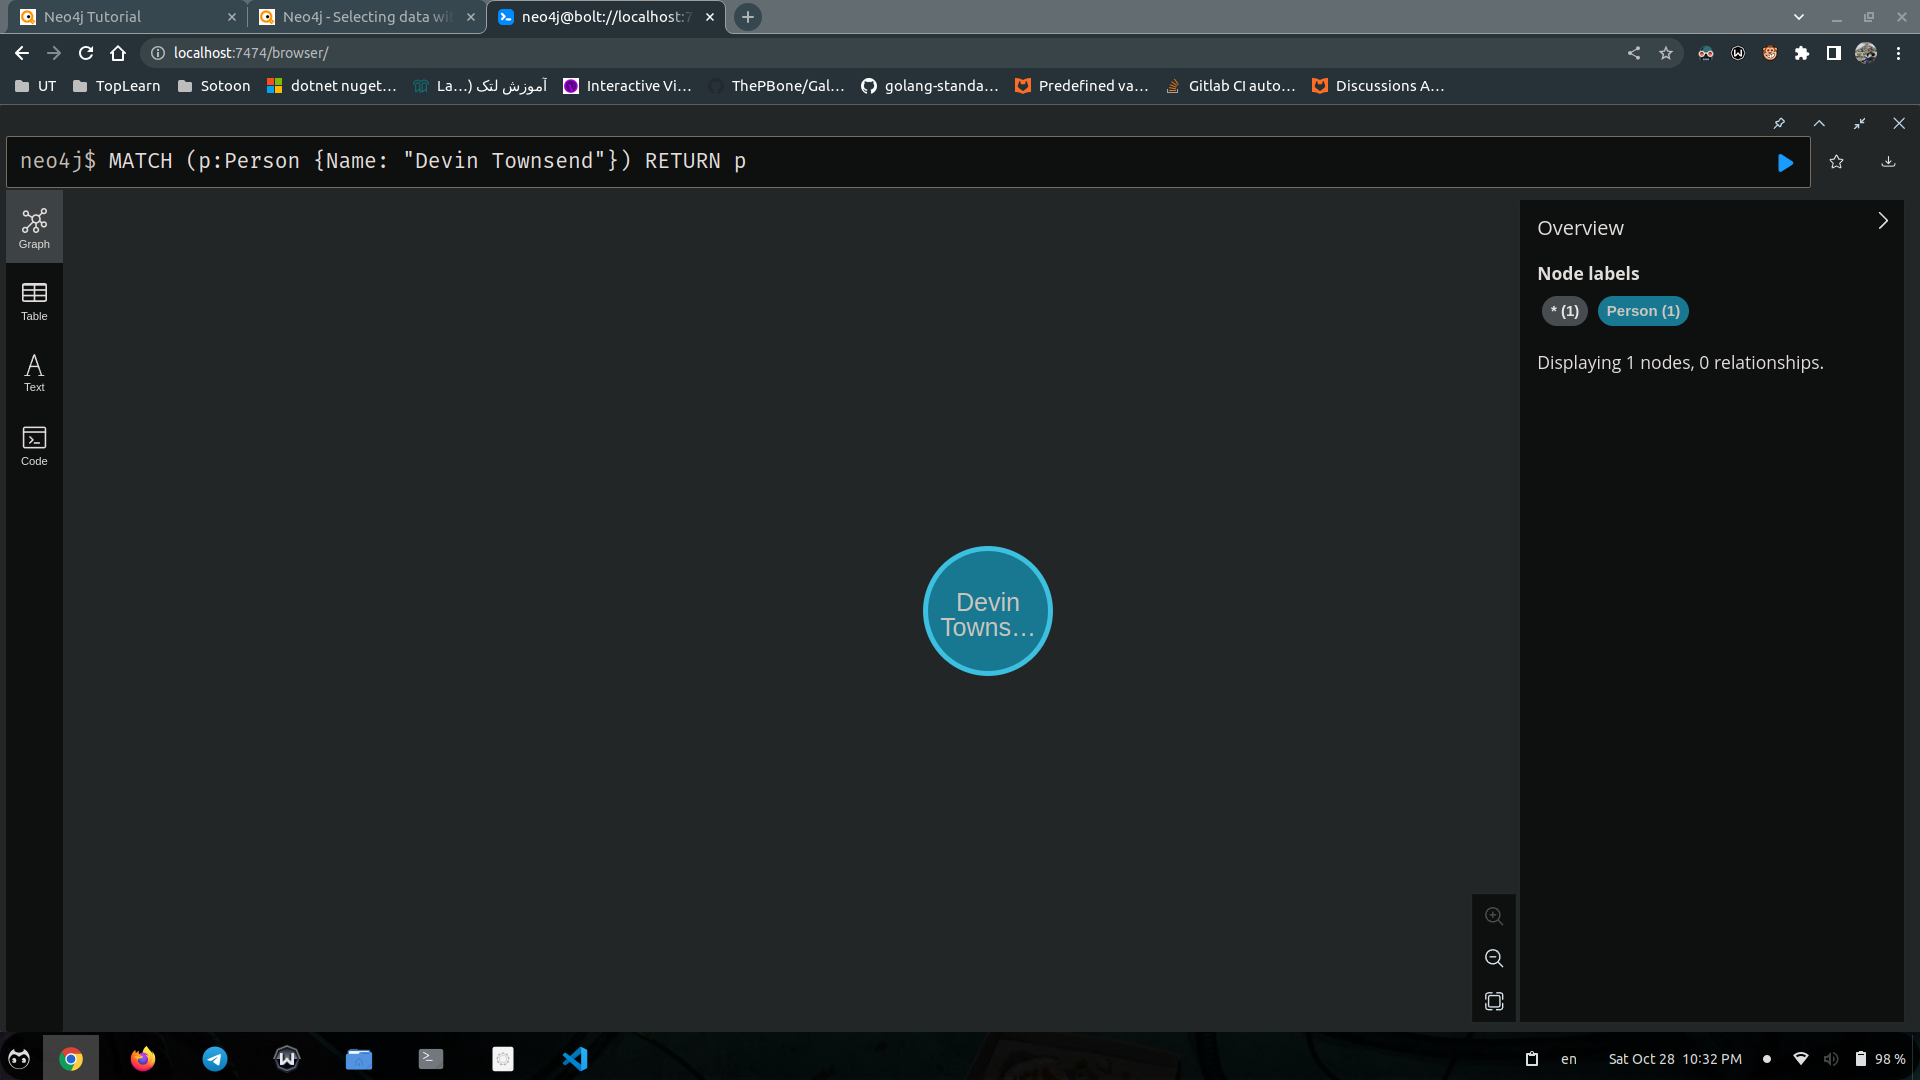 Neo4j Tutorial
Neo4j - Selecting data wit
neo4j@bolt://localhost:7
localhost:7474/browser/
UT
TopLearn
Sotoon
dotnet nuget...
آموزش لتک (...La
Interactive Vi...
ThePBone/Gal...
golang-standa...
Predefined va...
Gitlab CI auto...
Discussions A...
neo4j$ MATCH (p:Person {Name: "Devin Townsend"}) RETURN p
Graph
Table
Text
Code
Devin
Towns...
Overview
Node labels
* (1) Person (1)
Displaying 1 nodes, 0 relationships.
en
Sat Oct 28 10:32 PM
98 %